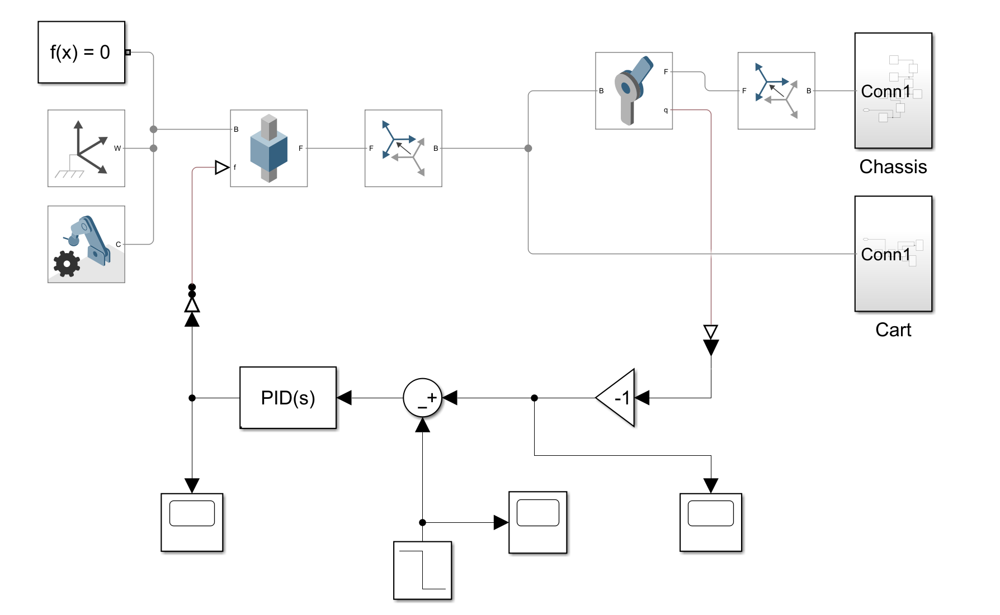 f(x) = 0
B
W
f
F
F
B
C
B
F
q
F
B
Conn1
Chassis
Conn1
Cart
PID(s)
+
−
-1